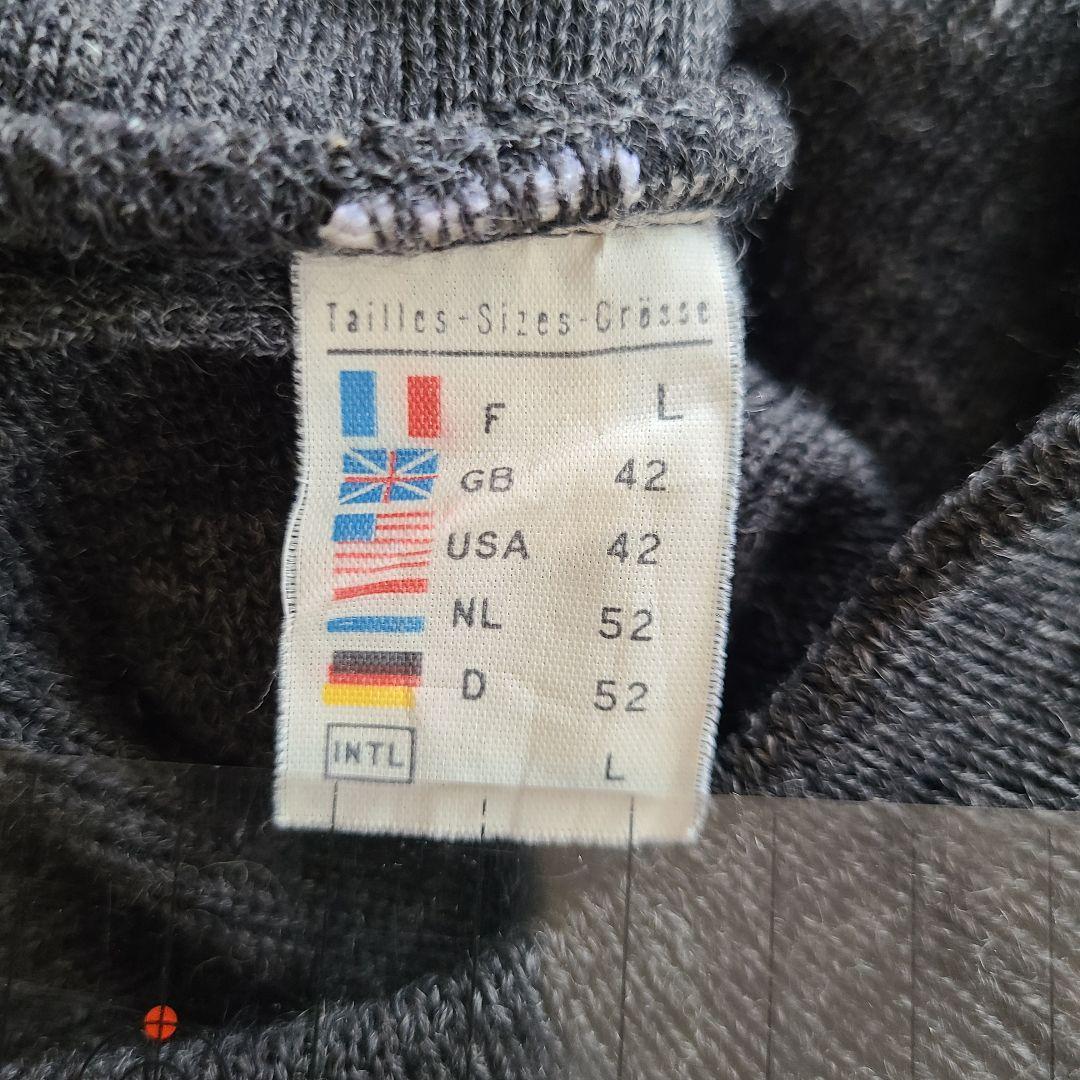 Tailles-Sizes-Grösse
F L
GB 42
USA 42
NL 52
D 52
INTL L